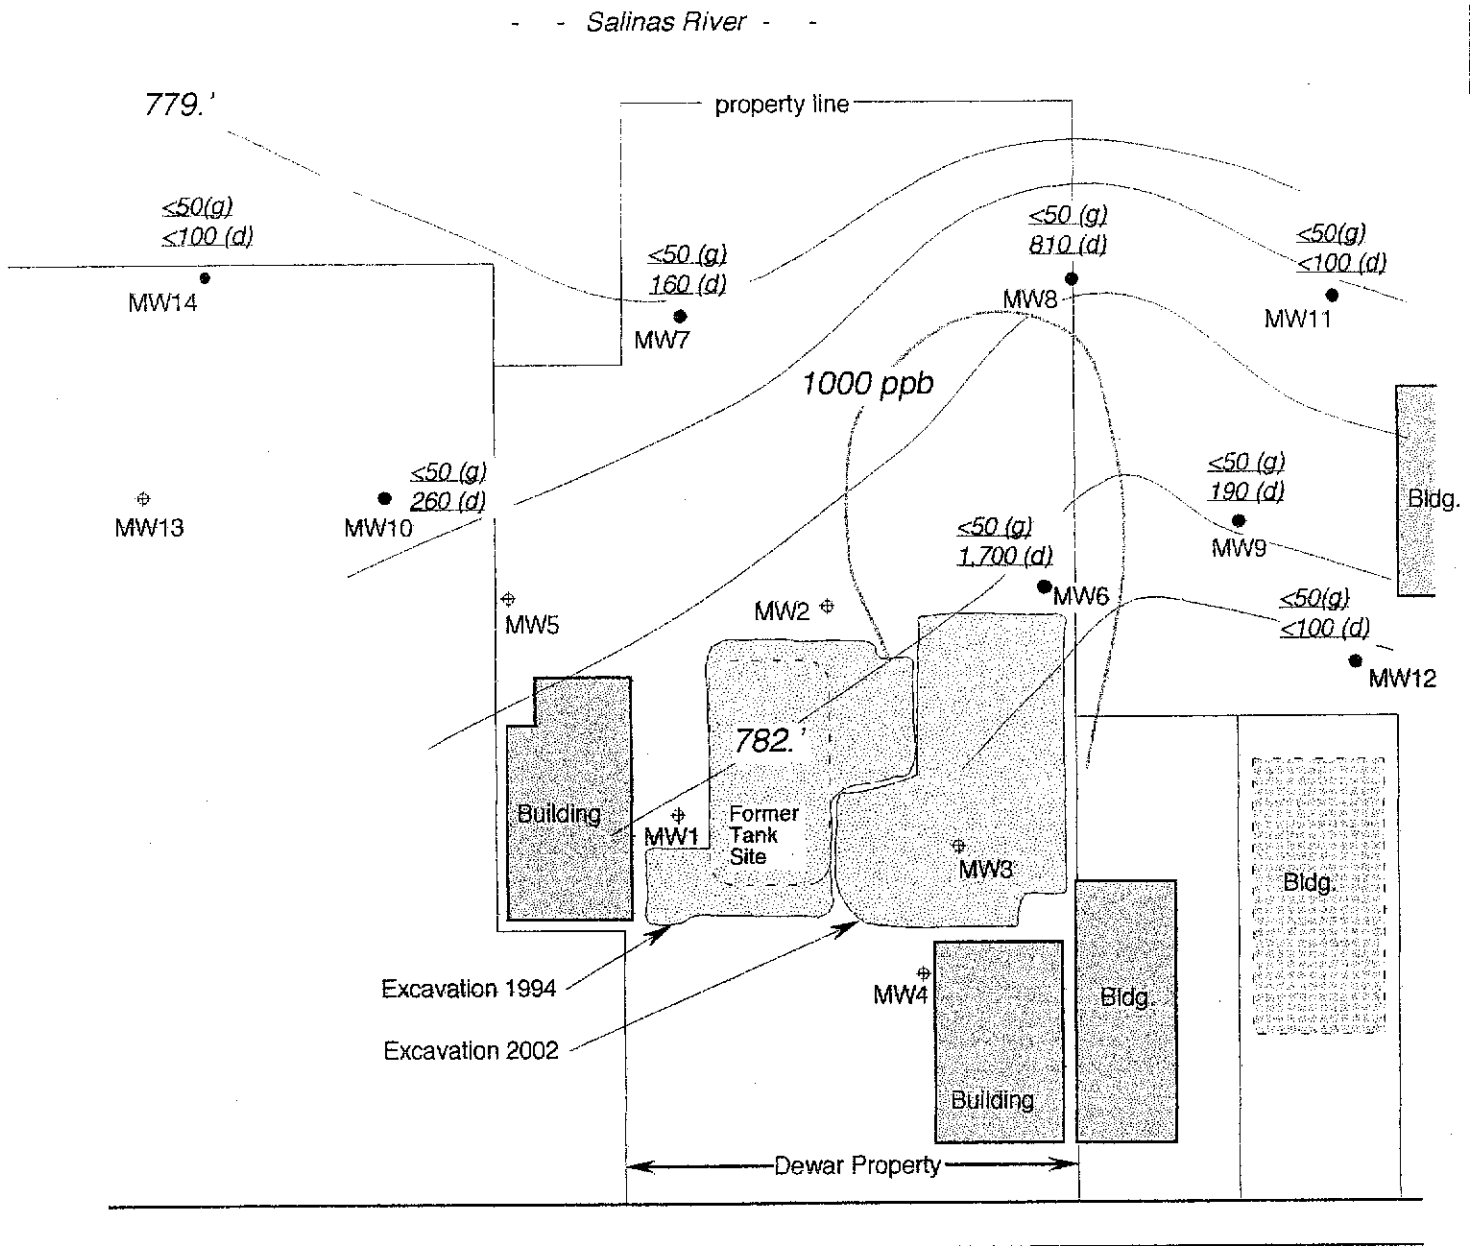 - - Salinas River - -
779.'
property line
<50(g)
<100 (d)
MW14
<50 (g)
160 (d)
MW7
<50 (g)
810 (d)
MW8
<50(g)
<100 (d)
MW11
1000 ppb
<50 (g)
260 (d)
MW13
MW10
<50 (g)
190 (d)
MW9
Bldg.
<50 (g)
1,700 (d)
MW6
MW5
MW2
<50(g)
<100 (d)
MW12
782.'
Building
MW1
Former
Tank
Site
MW3
Bldg.
Excavation 1994
MW4
Bldg.
Excavation 2002
Building
Dewar Property